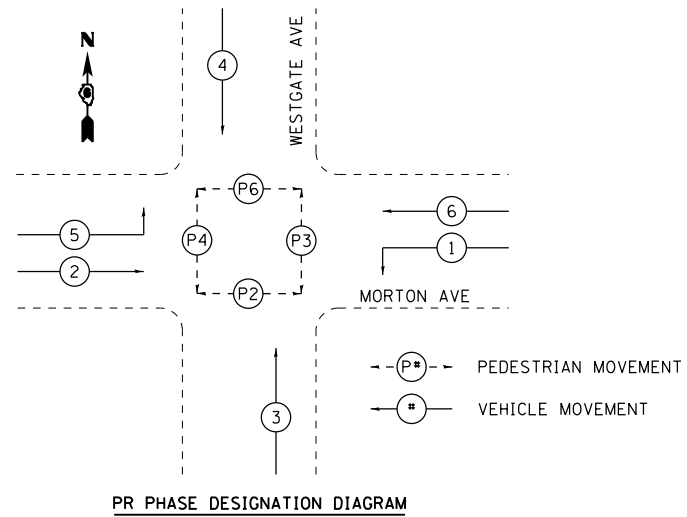 N
4
WESTGATE AVE
P6
6
5
P4
P3
1
2
P2
MORTON AVE
P# PEDESTRIAN MOVEMENT
# VEHICLE MOVEMENT
3
PR PHASE DESIGNATION DIAGRAM